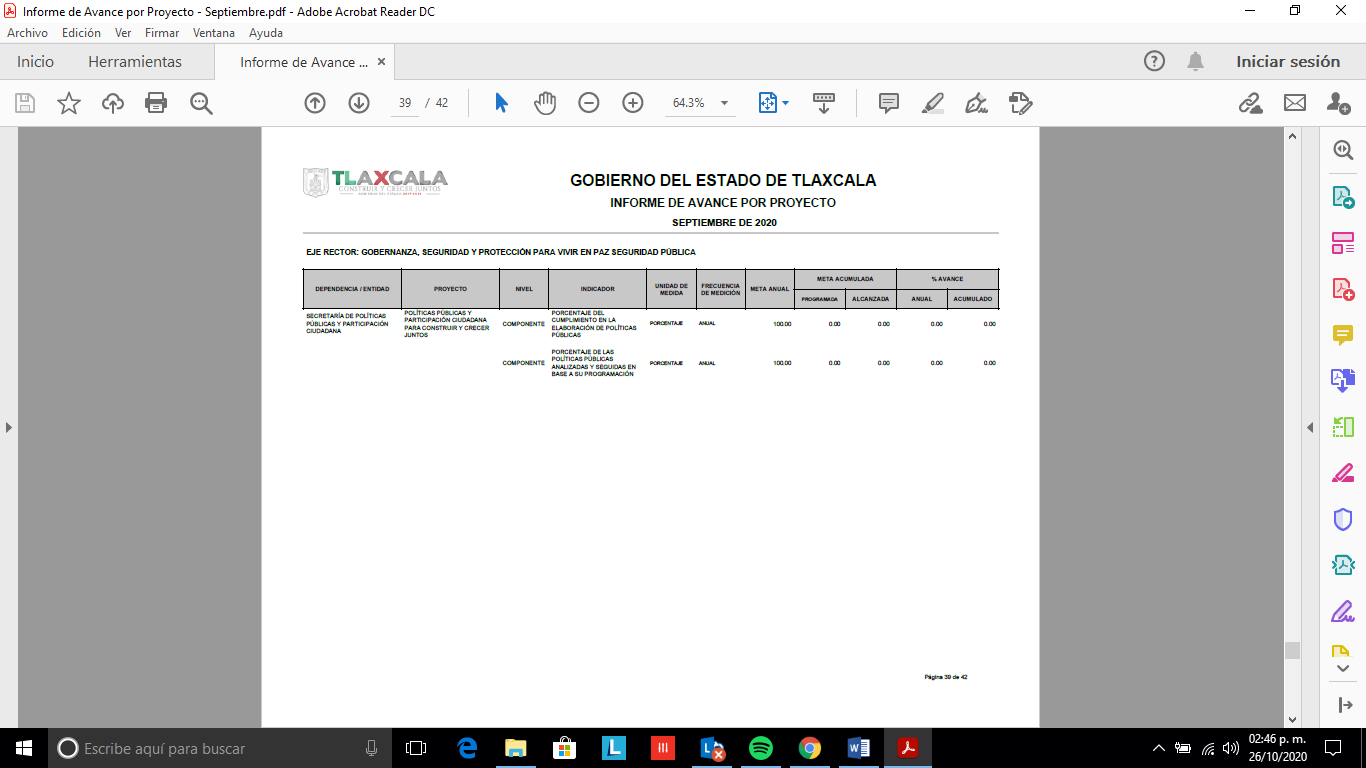 Informe de Avance por Proyecto - Septiembre.pdf - Adobe Acrobat Reader DC
Archivo Edición Ver Firmar Ventana Ayuda
Inicio Herramientas Informe de Avance ... × Iniciar sesión
39 / 42 64.3%
TLAXCALA
CONSTRUIR Y CRECER JUNTOS
GOBIERNO DEL ESTADO DE TLAXCALA
INFORME DE AVANCE POR PROYECTO
SEPTIEMBRE DE 2020
EJE RECTOR: GOBERNANZA, SEGURIDAD Y PROTECCIÓN PARA VIVIR EN PAZ SEGURIDAD PÚBLICA
DEPENDENCIA / ENTIDAD PROYECTO NIVEL INDICADOR UNIDAD DE MEDIDA FRECUENCIA DE MEDICIÓN META ANUAL META ACUMULADA % AVANCE
PROGRAMADA ALCANZADA ANUAL ACUMULADO
SECRETARÍA DE POLÍTICAS
PÚBLICAS Y PARTICIPACIÓN
CIUDADANA
POLÍTICAS PÚBLICAS Y
PARTICIPACIÓN CIUDADANA
PARA CONSTRUIR Y CRECER
JUNTOS
COMPONENTE
PORCENTAJE DEL
CUMPLIMIENTO EN LA
ELABORACIÓN DE POLÍTICAS
PÚBLICAS
PORCENTAJE ANUAL 100.00 0.00 0.00 0.00 0.00
COMPONENTE
PORCENTAJE DE LAS
POLÍTICAS PÚBLICAS
ANALIZADAS Y SEGUIDAS EN
BASE A SU PROGRAMACIÓN
PORCENTAJE ANUAL 100.00 0.00 0.00 0.00 0.00
Página 39 de 42
Escribe aquí para buscar
02:46 p. m.
26/10/2020